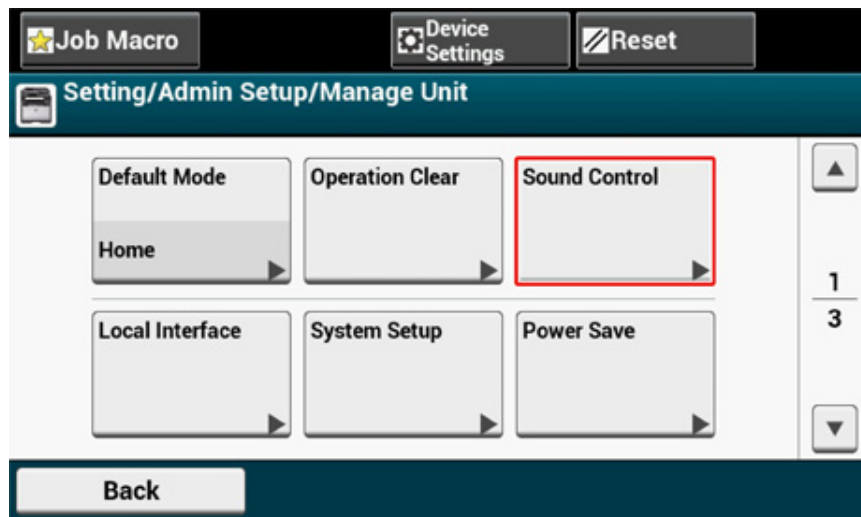 Job Macro
Device
Settings
Reset
Setting/Admin Setup/Manage Unit
Default Mode
Home
Operation Clear
Sound Control
1
3
Local Interface
System Setup
Power Save
Back